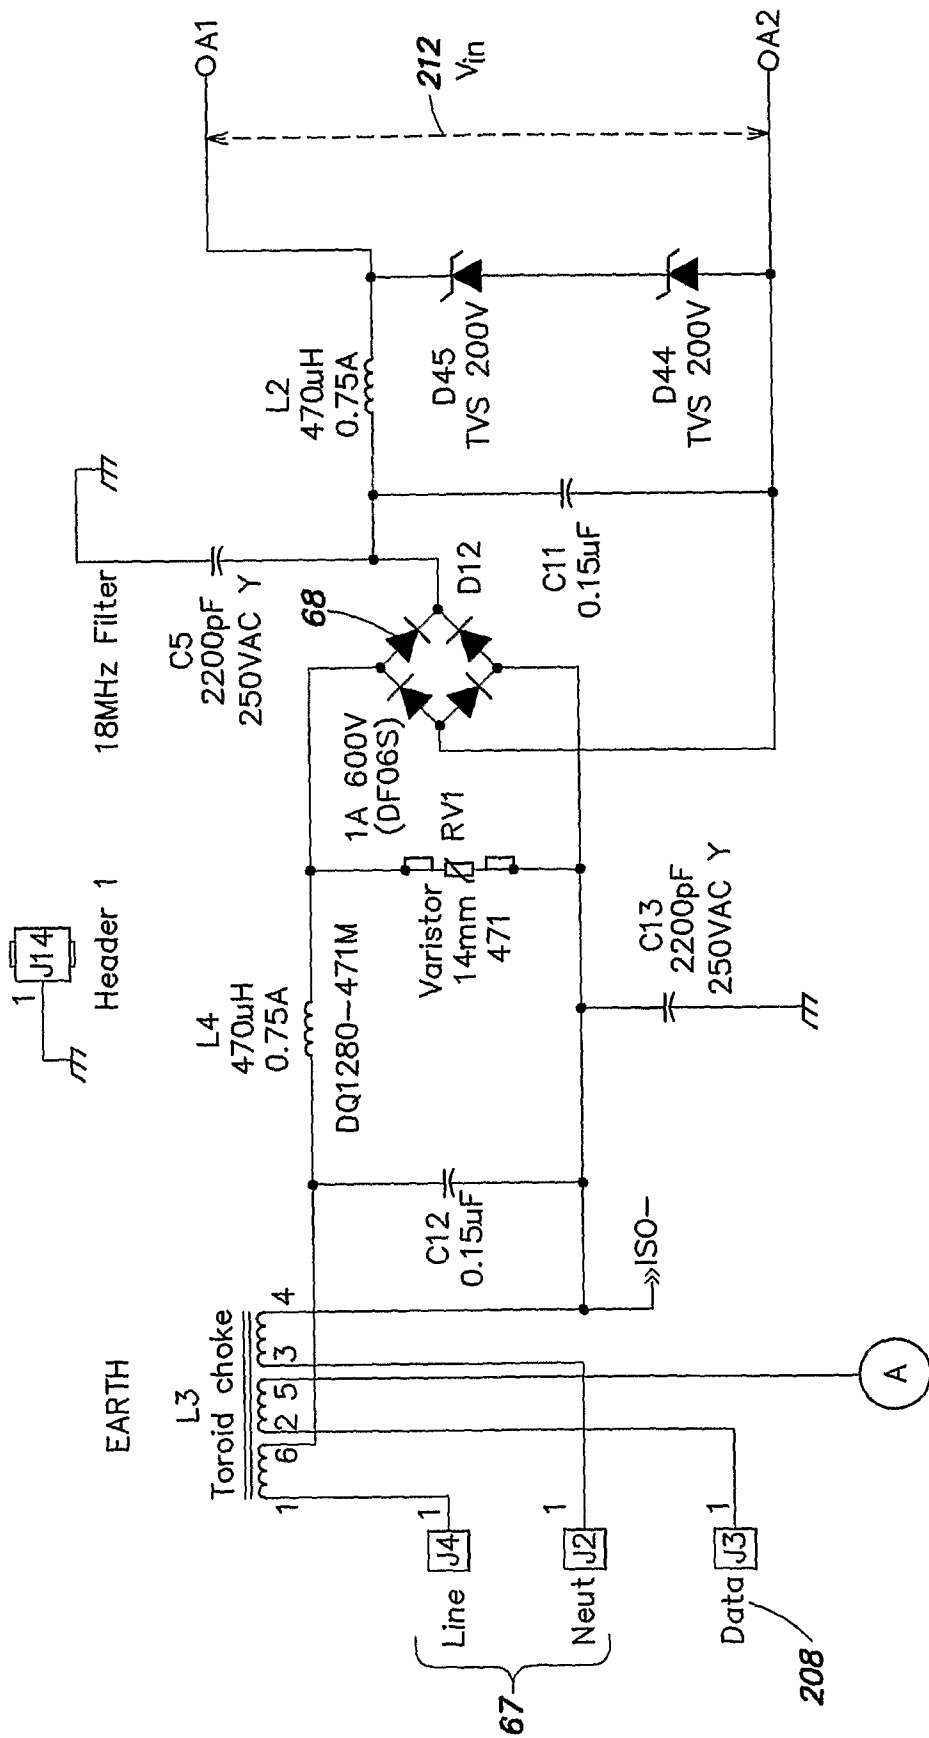 EARTH
1
J14
Header 1
18MHz Filter
L3
Toroid choke
1
6
2
5
3
4
L4
470uH
0.75A
DQ1280-471M
C5
2200pF
250VAC Y
L2
470uH
0.75A
A1
Line
J4
1
Neut
J2
1
67
Data
J3
1
208
A
ISO-
C12
0.15uF
Varistor
14mm
471
RV1
1A 600V
(DF06S)
68
D12
C13
2200pF
250VAC Y
C11
0.15uF
D45
TVS 200V
D44
TVS 200V
212
Vin
A2